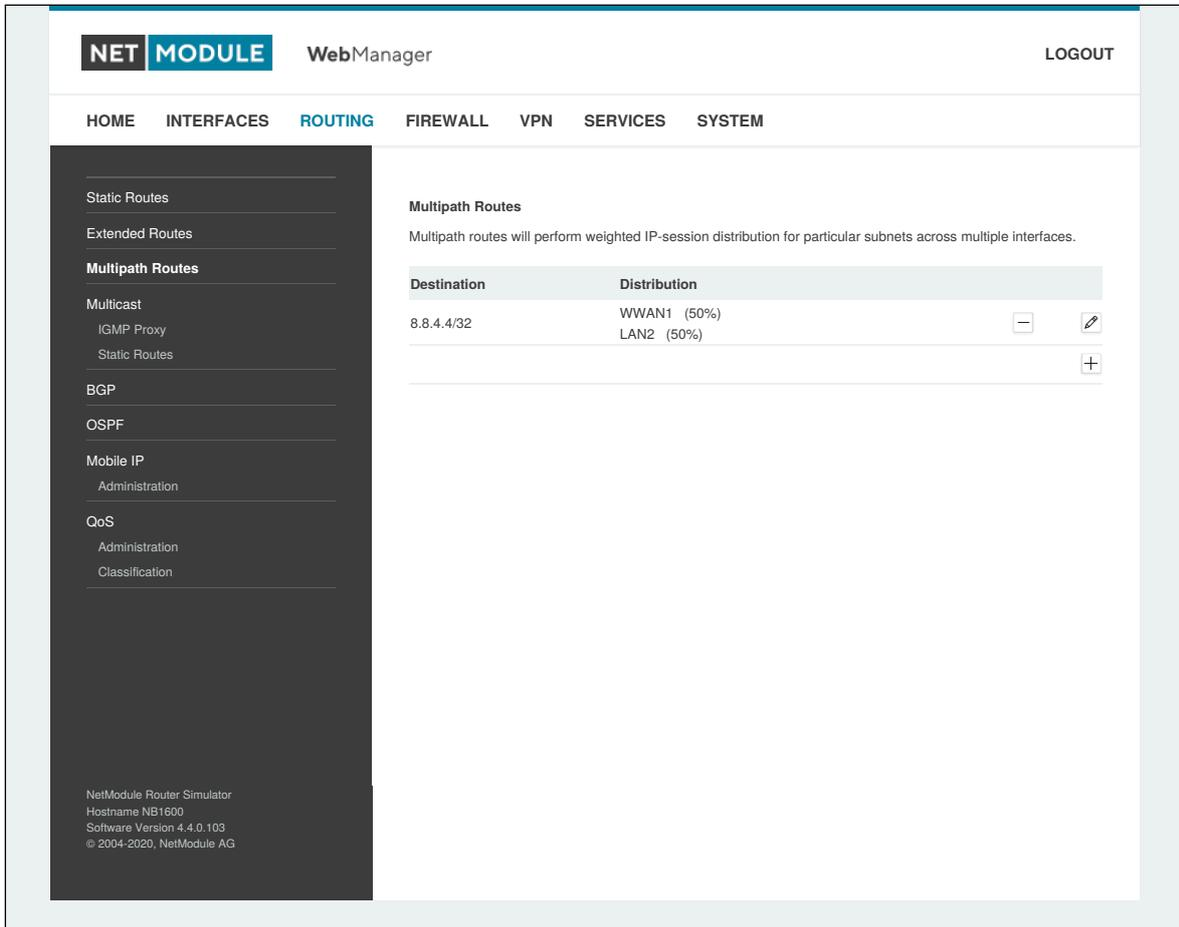 NET MODULE WebManager LOGOUT
HOME INTERFACES ROUTING FIREWALL VPN SERVICES SYSTEM
Static Routes
Extended Routes
Multipath Routes
Multicast
IGMP Proxy
Static Routes
BGP
OSPF
Mobile IP
Administration
QoS
Administration
Classification
NetModule Router Simulator
Hostname NB1600
Software Version 4.4.0.103
© 2004-2020, NetModule AG
Multipath Routes
Multipath routes will perform weighted IP-session distribution for particular subnets across multiple interfaces.
Destination Distribution
8.8.4.4/32 WWAN1 (50%)
LAN2 (50%)